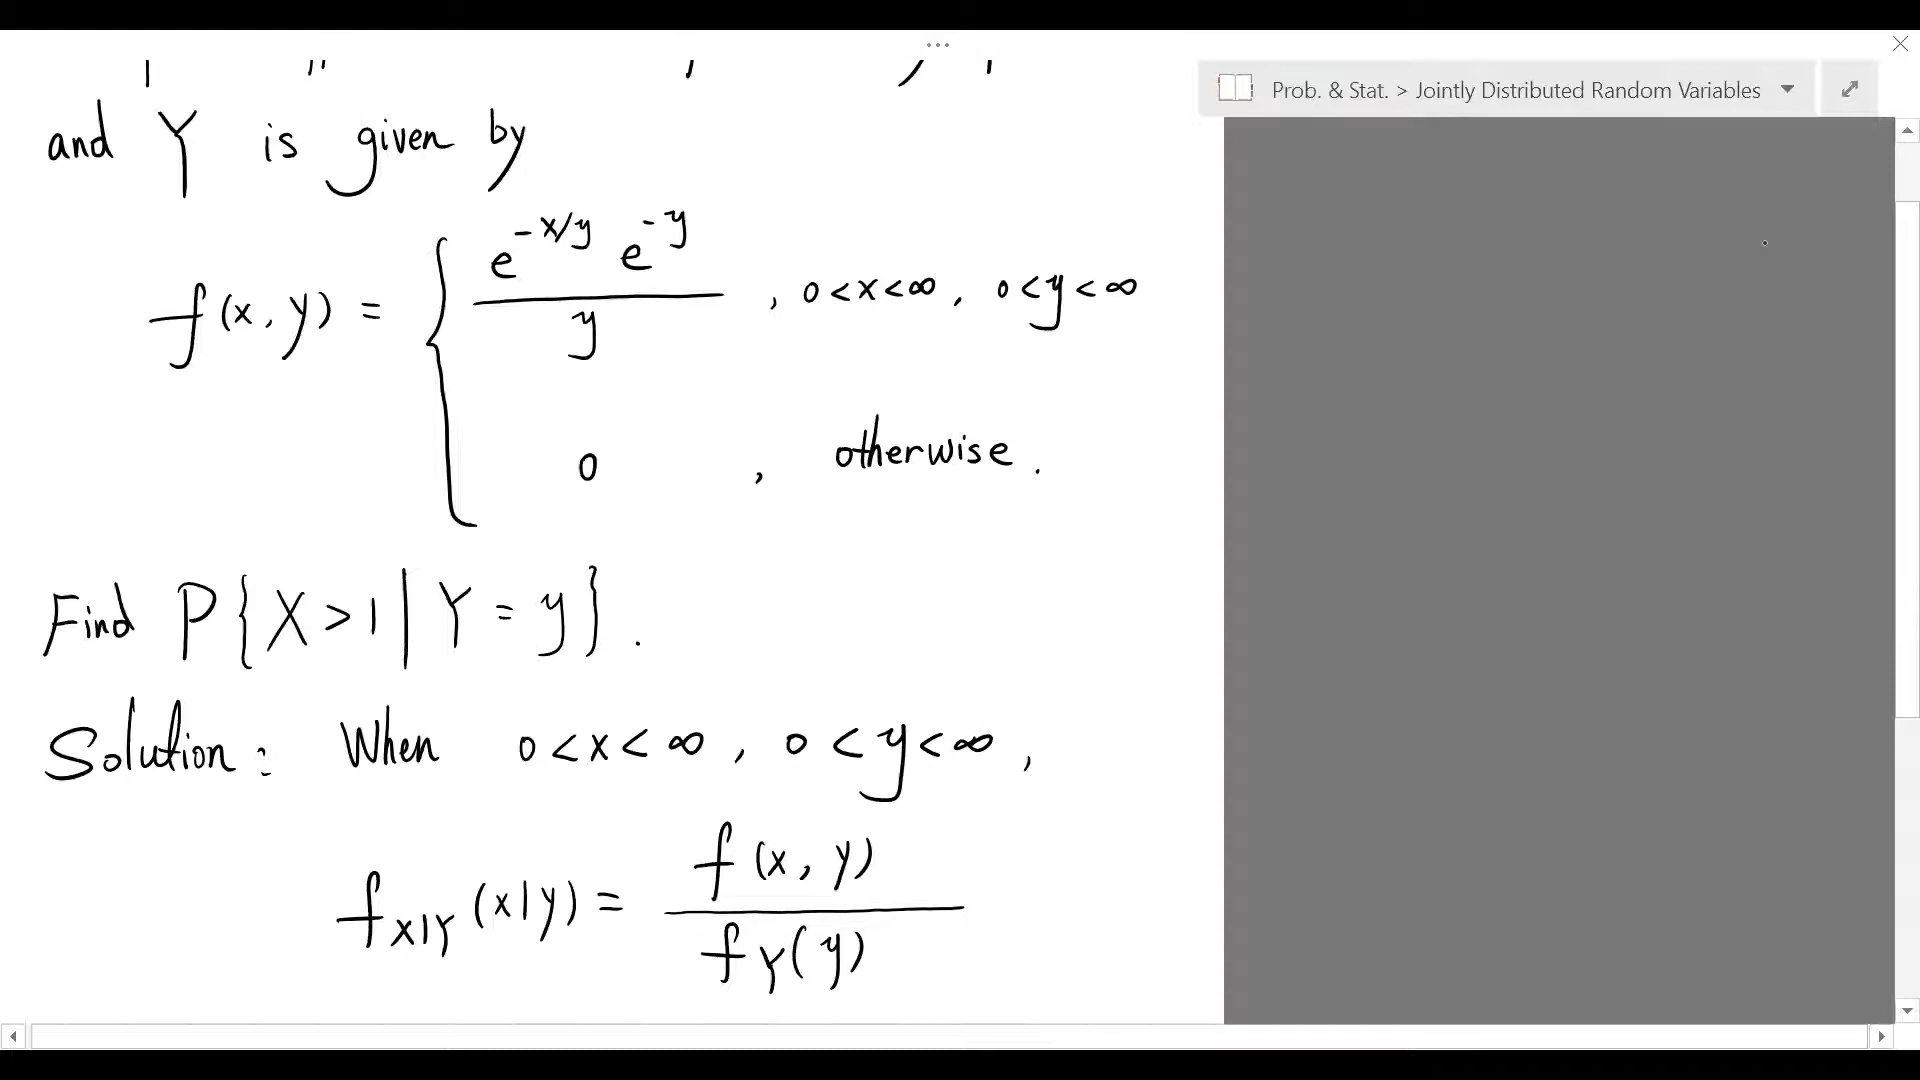 Prob. & Stat. > Jointly Distributed Random Variables
and Y is given by
f(x, y) = { e^{-x/y} e^{-y} / y , 0<x<∞, 0<y<∞
0 , otherwise.
Find P{X>1|Y=y}.
Solution: When 0<x<∞, 0<y<∞,
f_{X|Y}(x|y) = f(x, y) / f_Y(y)